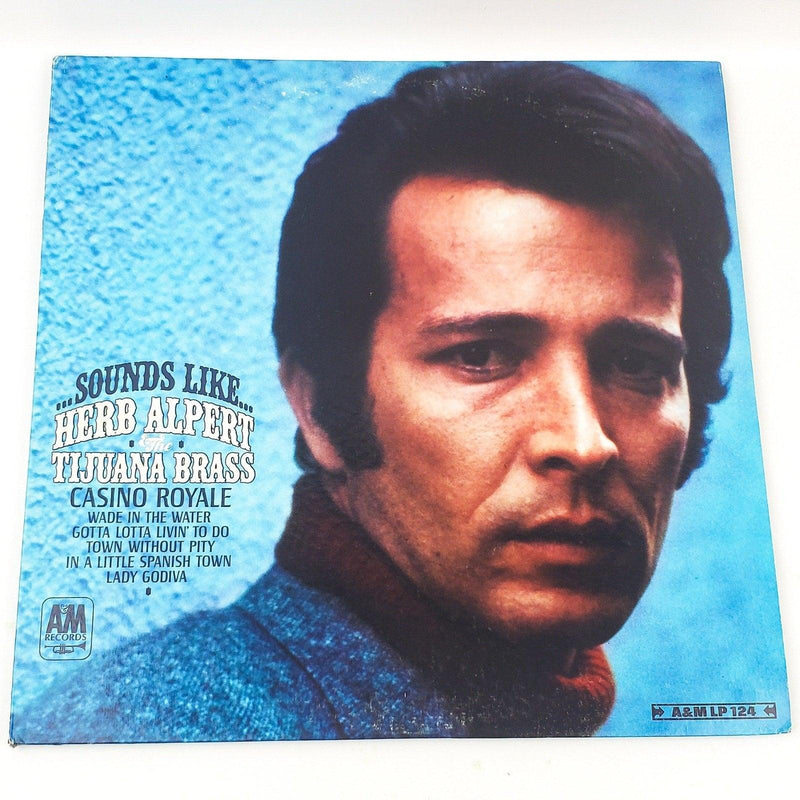 ...SOUNDS LIKE...
HERB ALPERT
& The
TIJUANA BRASS
CASINO ROYALE
WADE IN THE WATER
GOTTA LOTTA LIVIN' TO DO
TOWN WITHOUT PITY
IN A LITTLE SPANISH TOWN
LADY GODIVA
A&M
RECORDS
A&M LP 124